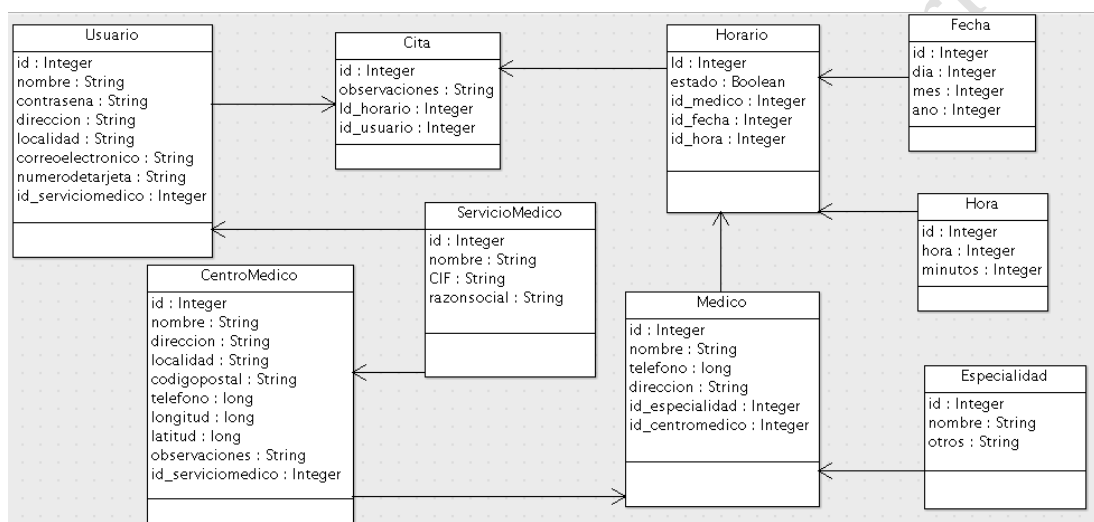 Usuario
id : Integer
nombre : String
contrasena : String
direccion : String
localidad : String
correoelectronico : String
numerodetarjeta : String
id_serviciomedico : Integer
Cita
id : Integer
observaciones : String
Id_horario : Integer
id_usuario : Integer
Horario
Id : Integer
estado : Boolean
id_medico : Integer
id_fecha : Integer
id_hora : Integer
Fecha
id : Integer
dia : Integer
mes : Integer
ano : Integer
Hora
id : Integer
hora : Integer
minutos : Integer
ServicioMedico
id : Integer
nombre : String
CIF : String
razonsocial : String
CentroMedico
id : Integer
nombre : String
direccion : String
localidad : String
codigopostal : String
telefono : long
longitud : long
latitud : long
observaciones : String
id_serviciomedico : Integer
Medico
id : Integer
nombre : String
telefono : long
direccion : String
id_especialidad : Integer
id_centromedico : Integer
Especialidad
id : Integer
nombre : String
otros : String